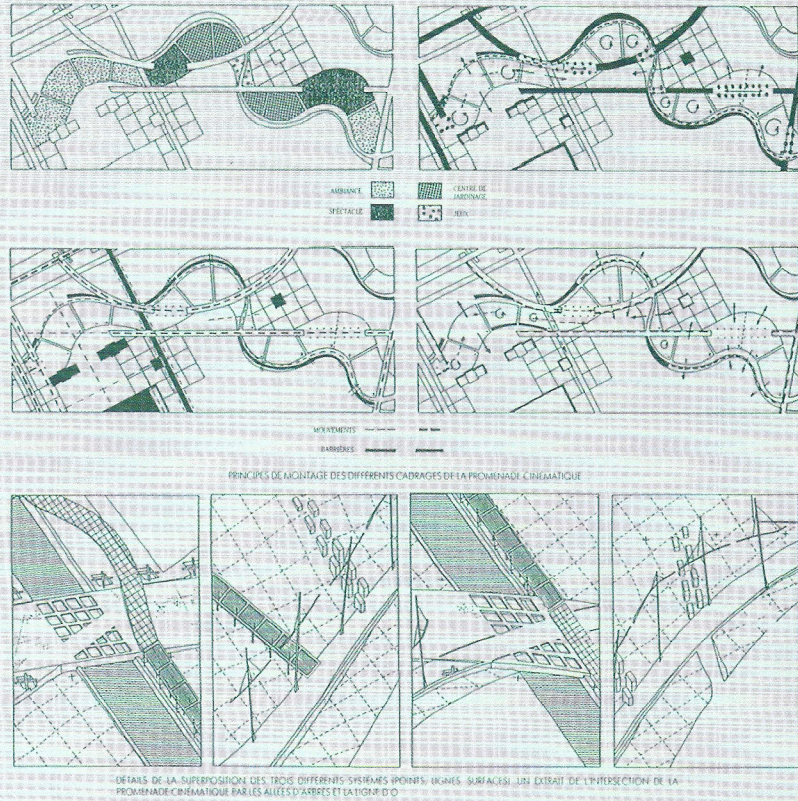 AMBIANCE
CENTRE DE
JARDINAGE
SPECTACLE
JEUX
MOUVEMENTS
BARRIÈRES
PRINCIPES DE MONTAGE DES DIFFÉRENTS CADRAGES DE LA PROMENADE CINÉMATIQUE
DÉTAILS DE LA SUPERPOSITION DES TROIS DIFFÉRENTS SYSTÈMES (POINTS, LIGNES, SURFACES). UN EXTRAIT DE L'INTERSECTION DE LA
PROMENADE CINÉMATIQUE PAR LES ALLÉES D'ARBRES ET LA LIGNE D'O